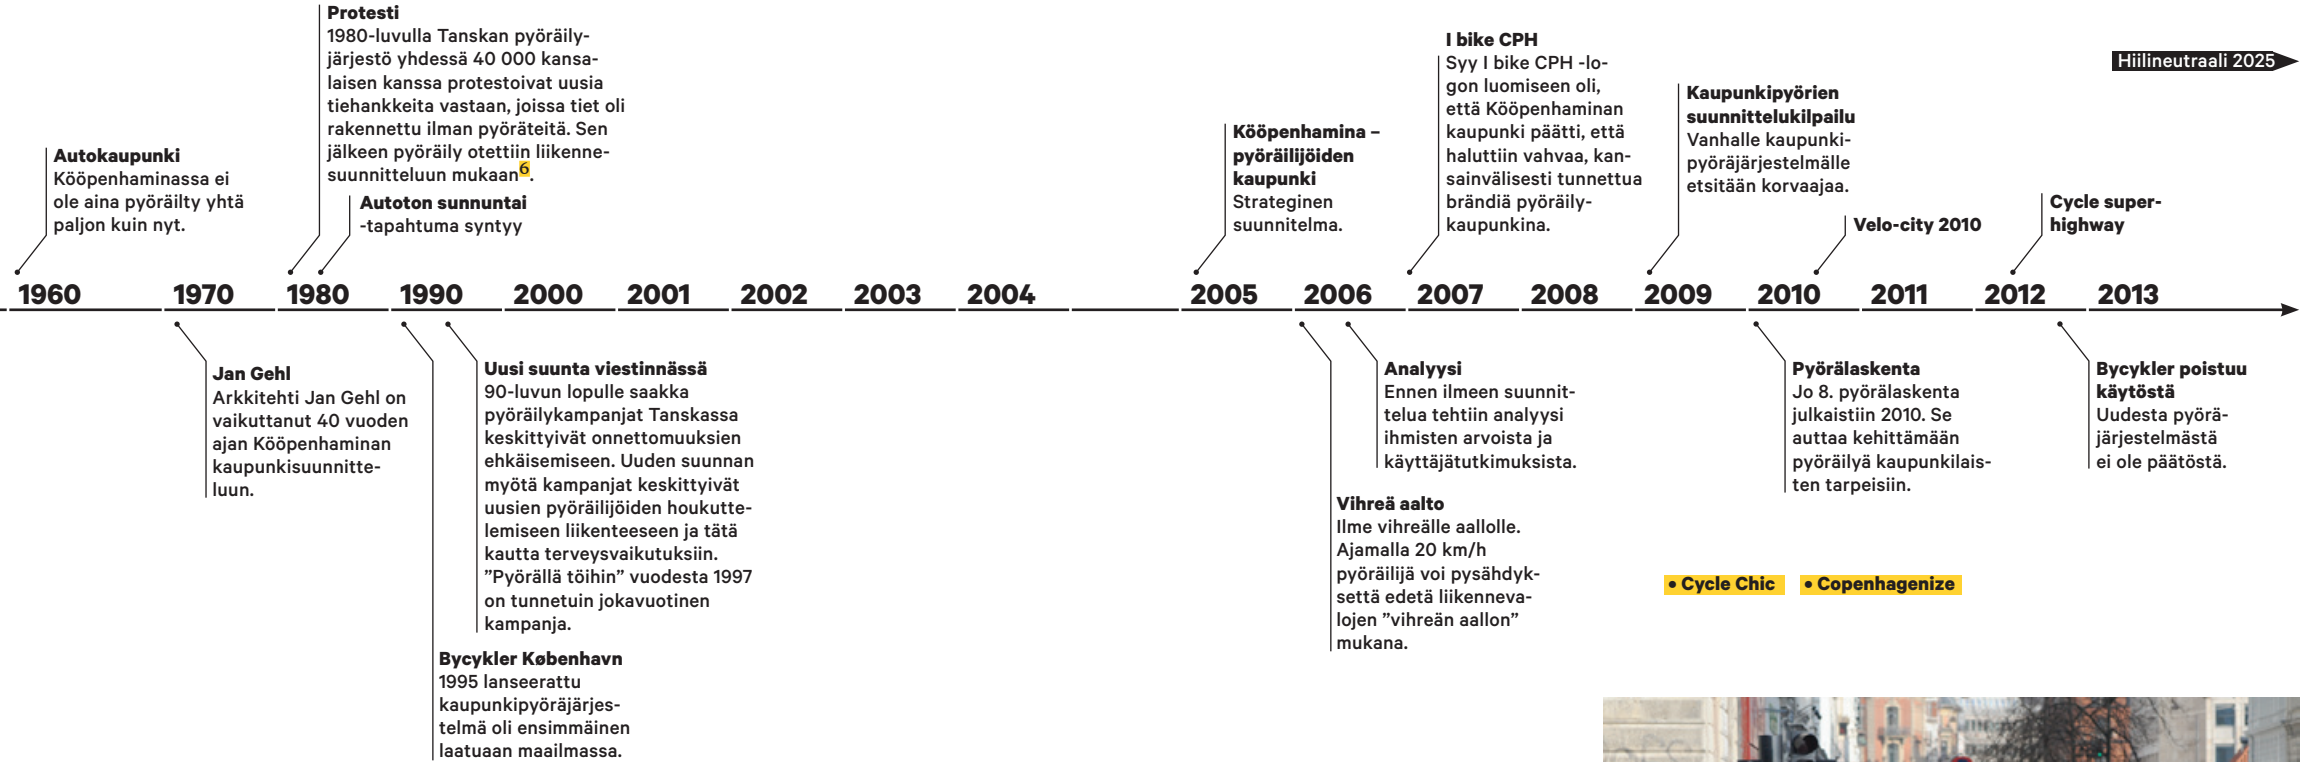 Protesti
1980-luvulla Tanskan pyöräily-
järjestö yhdessä 40 000 kansa-
laisen kanssa protestoivat uusia
tiehankkeita vastaan, joissa tiet oli
rakennettu ilman pyöräteitä. Sen
jälkeen pyöräily otettiin liikenne-
suunnitteluun mukaan6.
Autokaupunki
Kööpenhaminassa ei
ole aina pyöräilty yhtä
paljon kuin nyt.
Autoton sunnuntai
-tapahtuma syntyy
Kööpenhamina –
pyöräilijöiden
kaupunki
Strateginen
suunnitelma.
I bike CPH
Syy I bike CPH -lo-
gon luomiseen oli,
että Kööpenhaminan
kaupunki päätti, että
haluttiin vahvaa, kan-
sainvälisesti tunnettua
brändiä pyöräily-
kaupunkina.
Kaupunkipyörien
suunnittelukilpailu
Vanhalle kaupunki-
pyöräjärjestelmälle
etsitään korvaajaa.
Velo-city 2010
Cycle super-
highway
Hiilineutraali 2025
1960 1970 1980 1990 2000 2001 2002 2003 2004 2005 2006 2007 2008 2009 2010 2011 2012 2013
Jan Gehl
Arkkitehti Jan Gehl on
vaikuttanut 40 vuoden
ajan Kööpenhaminan
kaupunkisuunnitte-
luun.
Uusi suunta viestinnässä
90-luvun lopulle saakka
pyöräilykampanjat Tanskassa
keskittyivät onnettomuuksien
ehkäisemiseen. Uuden suunnan
myötä kampanjat keskittyivät
uusien pyöräilijöiden houkutte-
lemiseen liikenteeseen ja tätä
kautta terveysvaikutuksiin.
”Pyörällä töihin” vuodesta 1997
on tunnetuin jokavuotinen
kampanja.
Bycykler København
1995 lanseerattu
kaupunkipyöräjärjes-
telmä oli ensimmäinen
laatuaan maailmassa.
Analyysi
Ennen ilmeen suunnit-
telua tehtiin analyysi
ihmisten arvoista ja
käyttäjätutkimuksista.
Vihreä aalto
Ilme vihreälle aallolle.
Ajamalla 20 km/h
pyöräilijä voi pysähdyk-
settä edetä liikenneva-
lojen ”vihreän aallon”
mukana.
Pyörälaskenta
Jo 8. pyörälaskenta
julkaistiin 2010. Se
auttaa kehittämään
pyöräilyä kaupunkilais-
ten tarpeisiin.
Bycykler poistuu
käytöstä
Uudesta pyörä-
järjestelmästä
ei ole päätöstä.
• Cycle Chic • Copenhagenize